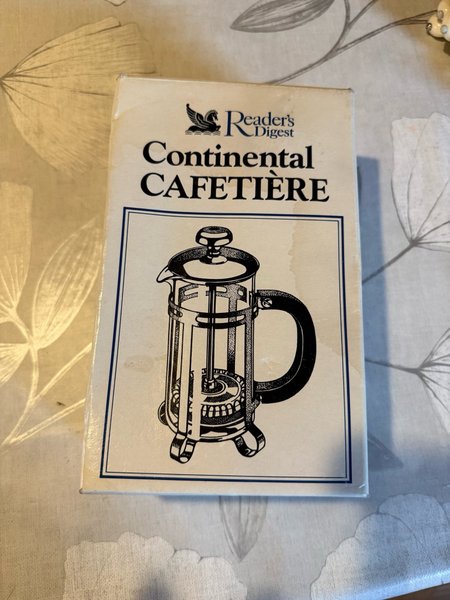 Reader's
Digest
Continental
CAFETIÈRE